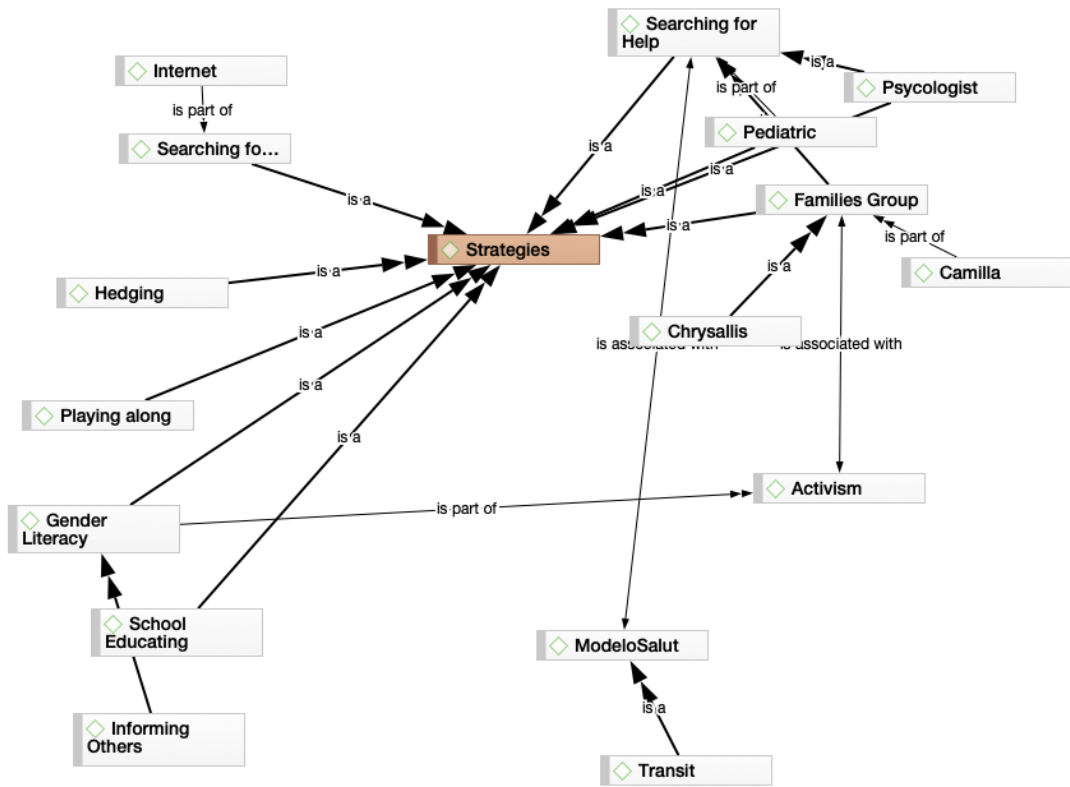 Searching for
Help
Internet
is a
Psycologist
is part of
is part of
Pediatric
is a
Searching fo...
is a
is a
is a
Families Group
is a
is part of
Strategies
is a
is a
Camilla
Hedging
Chrysallis
is a
is associated with
is associated with
is a
Playing along
is a
Activism
is part of
Gender
Literacy
School
Educating
ModeloSalut
is a
Informing
Others
Transit